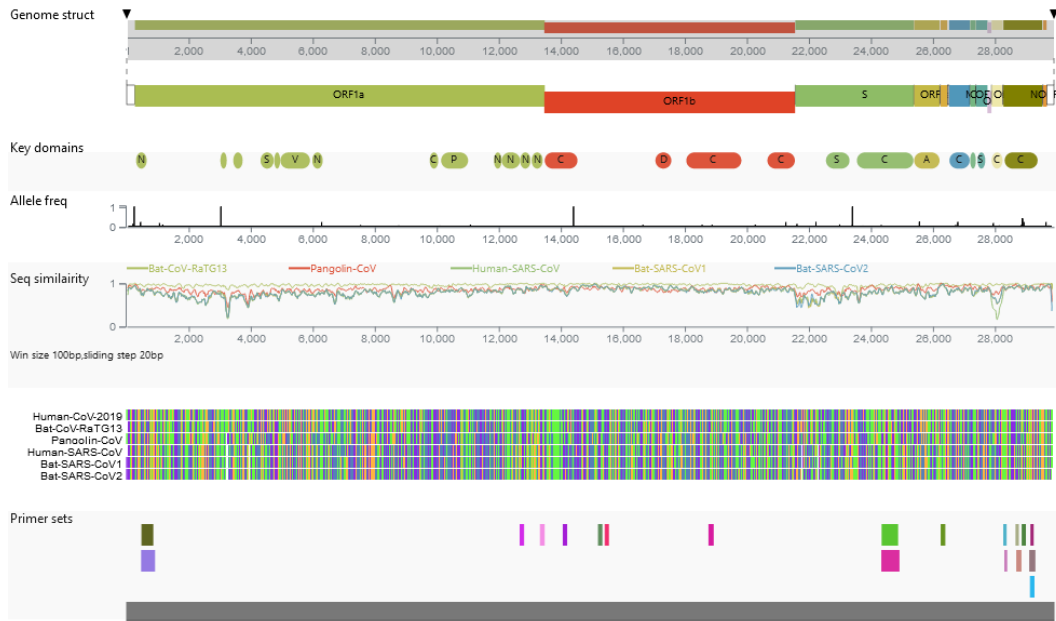 Genome struct
2,000 4,000 6,000 8,000 10,000 12,000 14,000 16,000 18,000 20,000 22,000 24,000 26,000 28,000
ORF1a ORF1b S ORF
Key domains
N S V N C P N N N N C D C C S C A C S C C
Allele freq
1
0
2,000 4,000 6,000 8,000 10,000 12,000 14,000 16,000 18,000 20,000 22,000 24,000 26,000 28,000
Bat-CoV-RaTG13 Pangolin-CoV Human-SARS-CoV Bat-SARS-CoV1 Bat-SARS-CoV2
Seq similairity
1
0
2,000 4,000 6,000 8,000 10,000 12,000 14,000 16,000 18,000 20,000 22,000 24,000 26,000 28,000
Win size 100bp,sliding step 20bp
Human-CoV-2019
Bat-CoV-RaTG13
Pangolin-CoV
Human-SARS-CoV
Bat-SARS-CoV1
Bat-SARS-CoV2
Primer sets